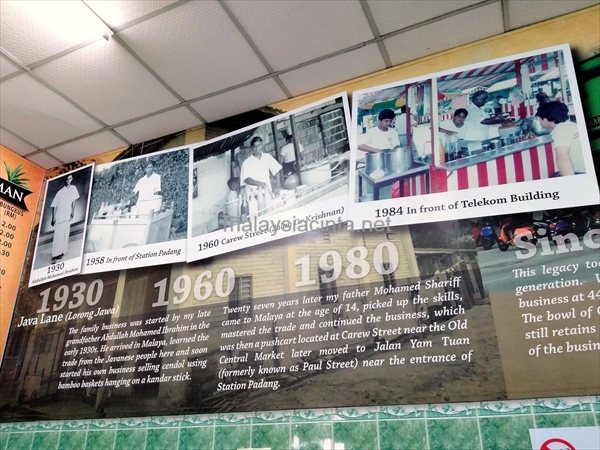 MAN
BUNGKUS
(RM)
1930
Abdullah Mohamed Ibrahim
1958 In front of Station Padang
1960 Carew Street
Krishnan)
1984 In front of Telekom Building
malaysiacinta.net
1930
Java Lane (Lorong Jawa)
The family business was started by my late
grandfather Abdullah Mohamed Ibrahim in the
early 1930s. He arrived in Malaya, learned the
trade from the Javanese people here and soon
started his own business selling cendol using
bamboo baskets hanging on a kandar stick.
1960
1980
Twenty seven years later my father Mohamed Shariff
came to Malaya at the age of 14, picked up the skills,
mastered the trade and continued the business, which
was then a pushcart located at Carew Street near the Old
Central Market later moved to Jalan Yam Tuan
(formerly known as Paul Street) near the entrance of
Station Padang.
Sinc
This legacy too
generation.
business at 44
The bowl of
still retains
of the busin